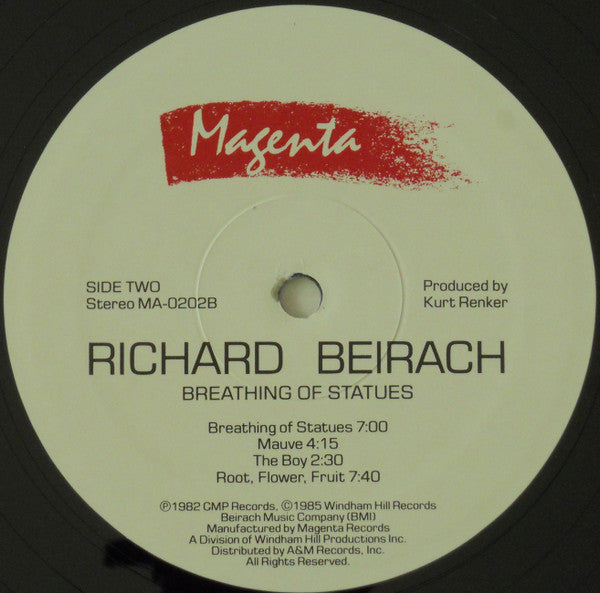 Magenta
SIDE TWO
Stereo MA-0202B
Produced by
Kurt Renker
RICHARD BEIRACH
BREATHING OF STATUES
Breathing of Statues 7:00
Mauve 4:15
The Boy 2:30
Root, Flower, Fruit 7:40
℗1982 CMP Records, ©1985 Windham Hill Records
Beirach Music Company (BMI)
Manufactured by Magenta Records
A Division of Windham Hill Productions Inc.
Distributed by A&M Records, Inc.
All Rights Reserved.